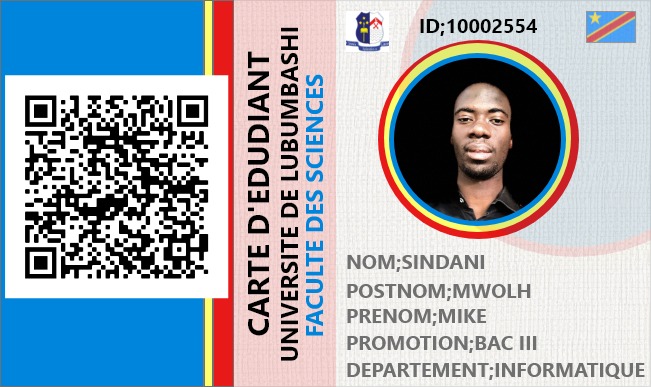 CARTE D'EDUDIANT
UNIVERSITE DE LUBUMBASHI
FACULTE DES SCIENCES
ID;10002554
NOM;SINDANI
POSTNOM;MWOLH
PRENOM;MIKE
PROMOTION;BAC III
DEPARTEMENT;INFORMATIQUE